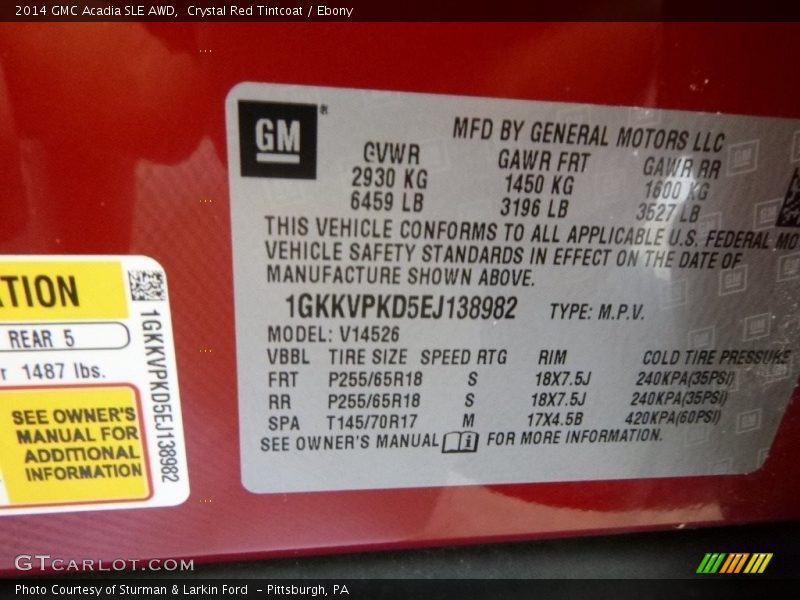 2014 GMC Acadia SLE AWD,  Crystal Red Tintcoat / Ebony
GM ®
MFD BY GENERAL MOTORS LLC
GVWR GAWR FRT GAWR RR
2930 KG 1450 KG 1600 KG
6459 LB 3196 LB 3527 LB
THIS VEHICLE CONFORMS TO ALL APPLICABLE U.S. FEDERAL MO
VEHICLE SAFETY STANDARDS IN EFFECT ON THE DATE OF
MANUFACTURE SHOWN ABOVE.
1GKKVPKD5EJ138982 TYPE: M.P.V.
MODEL: V14526
VBBL TIRE SIZE SPEED RTG RIM COLD TIRE PRESSURE
FRT P255/65R18 S 18X7.5J 240KPA(35PSI)
RR P255/65R18 S 18X7.5J 240KPA(35PSI)
SPA T145/70R17 M 17X4.5B 420KPA(60PSI)
SEE OWNER'S MANUAL i FOR MORE INFORMATION.
ATION
REAR 5
r 1487 lbs.
SEE OWNER'S
MANUAL FOR
ADDITIONAL
INFORMATION
1GKKVPKD5EJ138982
GTCARLOT.COM
Photo Courtesy of Sturman & Larkin Ford  - Pittsburgh, PA